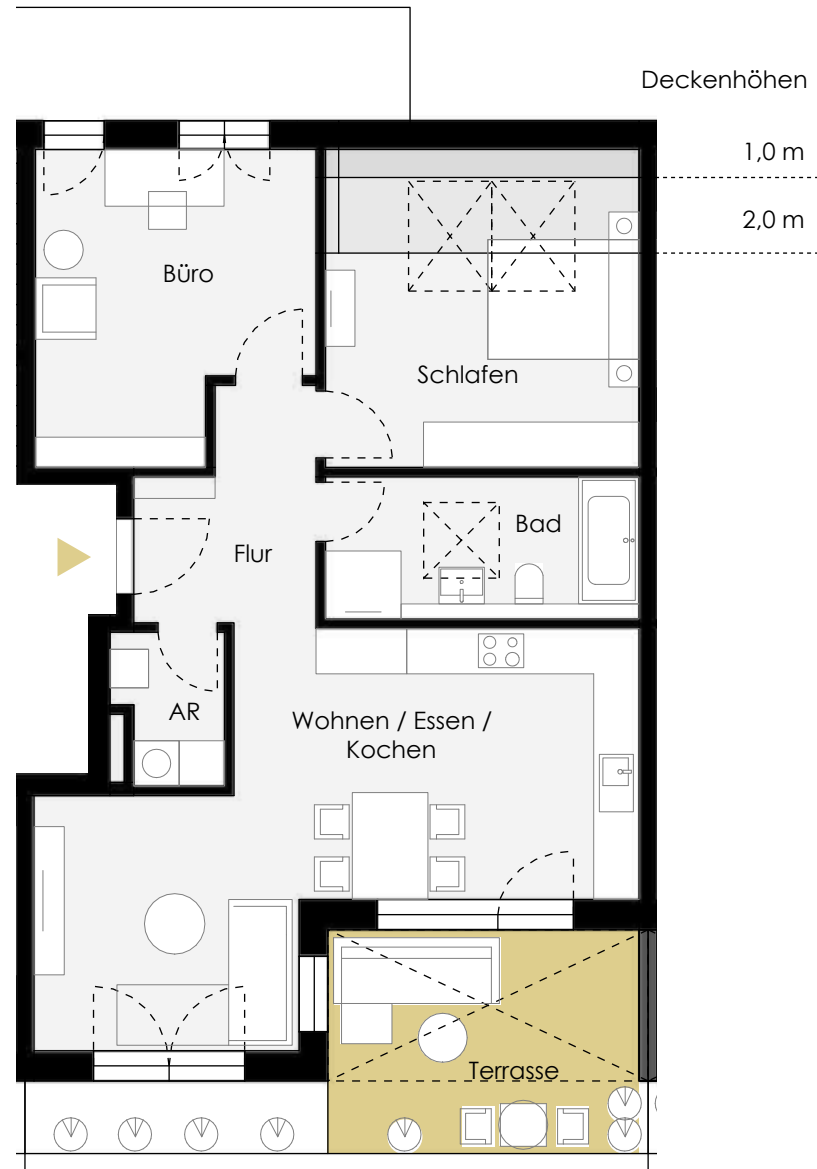 Deckenhöhen
1,0 m
2,0 m
Büro
Schlafen
Bad
Flur
AR
Wohnen / Essen /
Kochen
Terrasse